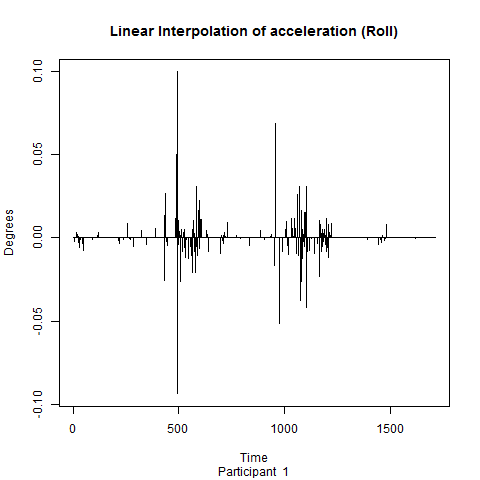 Linear Interpolation of acceleration (Roll)
0.10
0.05
0.00
-0.05
-0.10
Degrees
0 500 1000 1500
Time
Participant 1